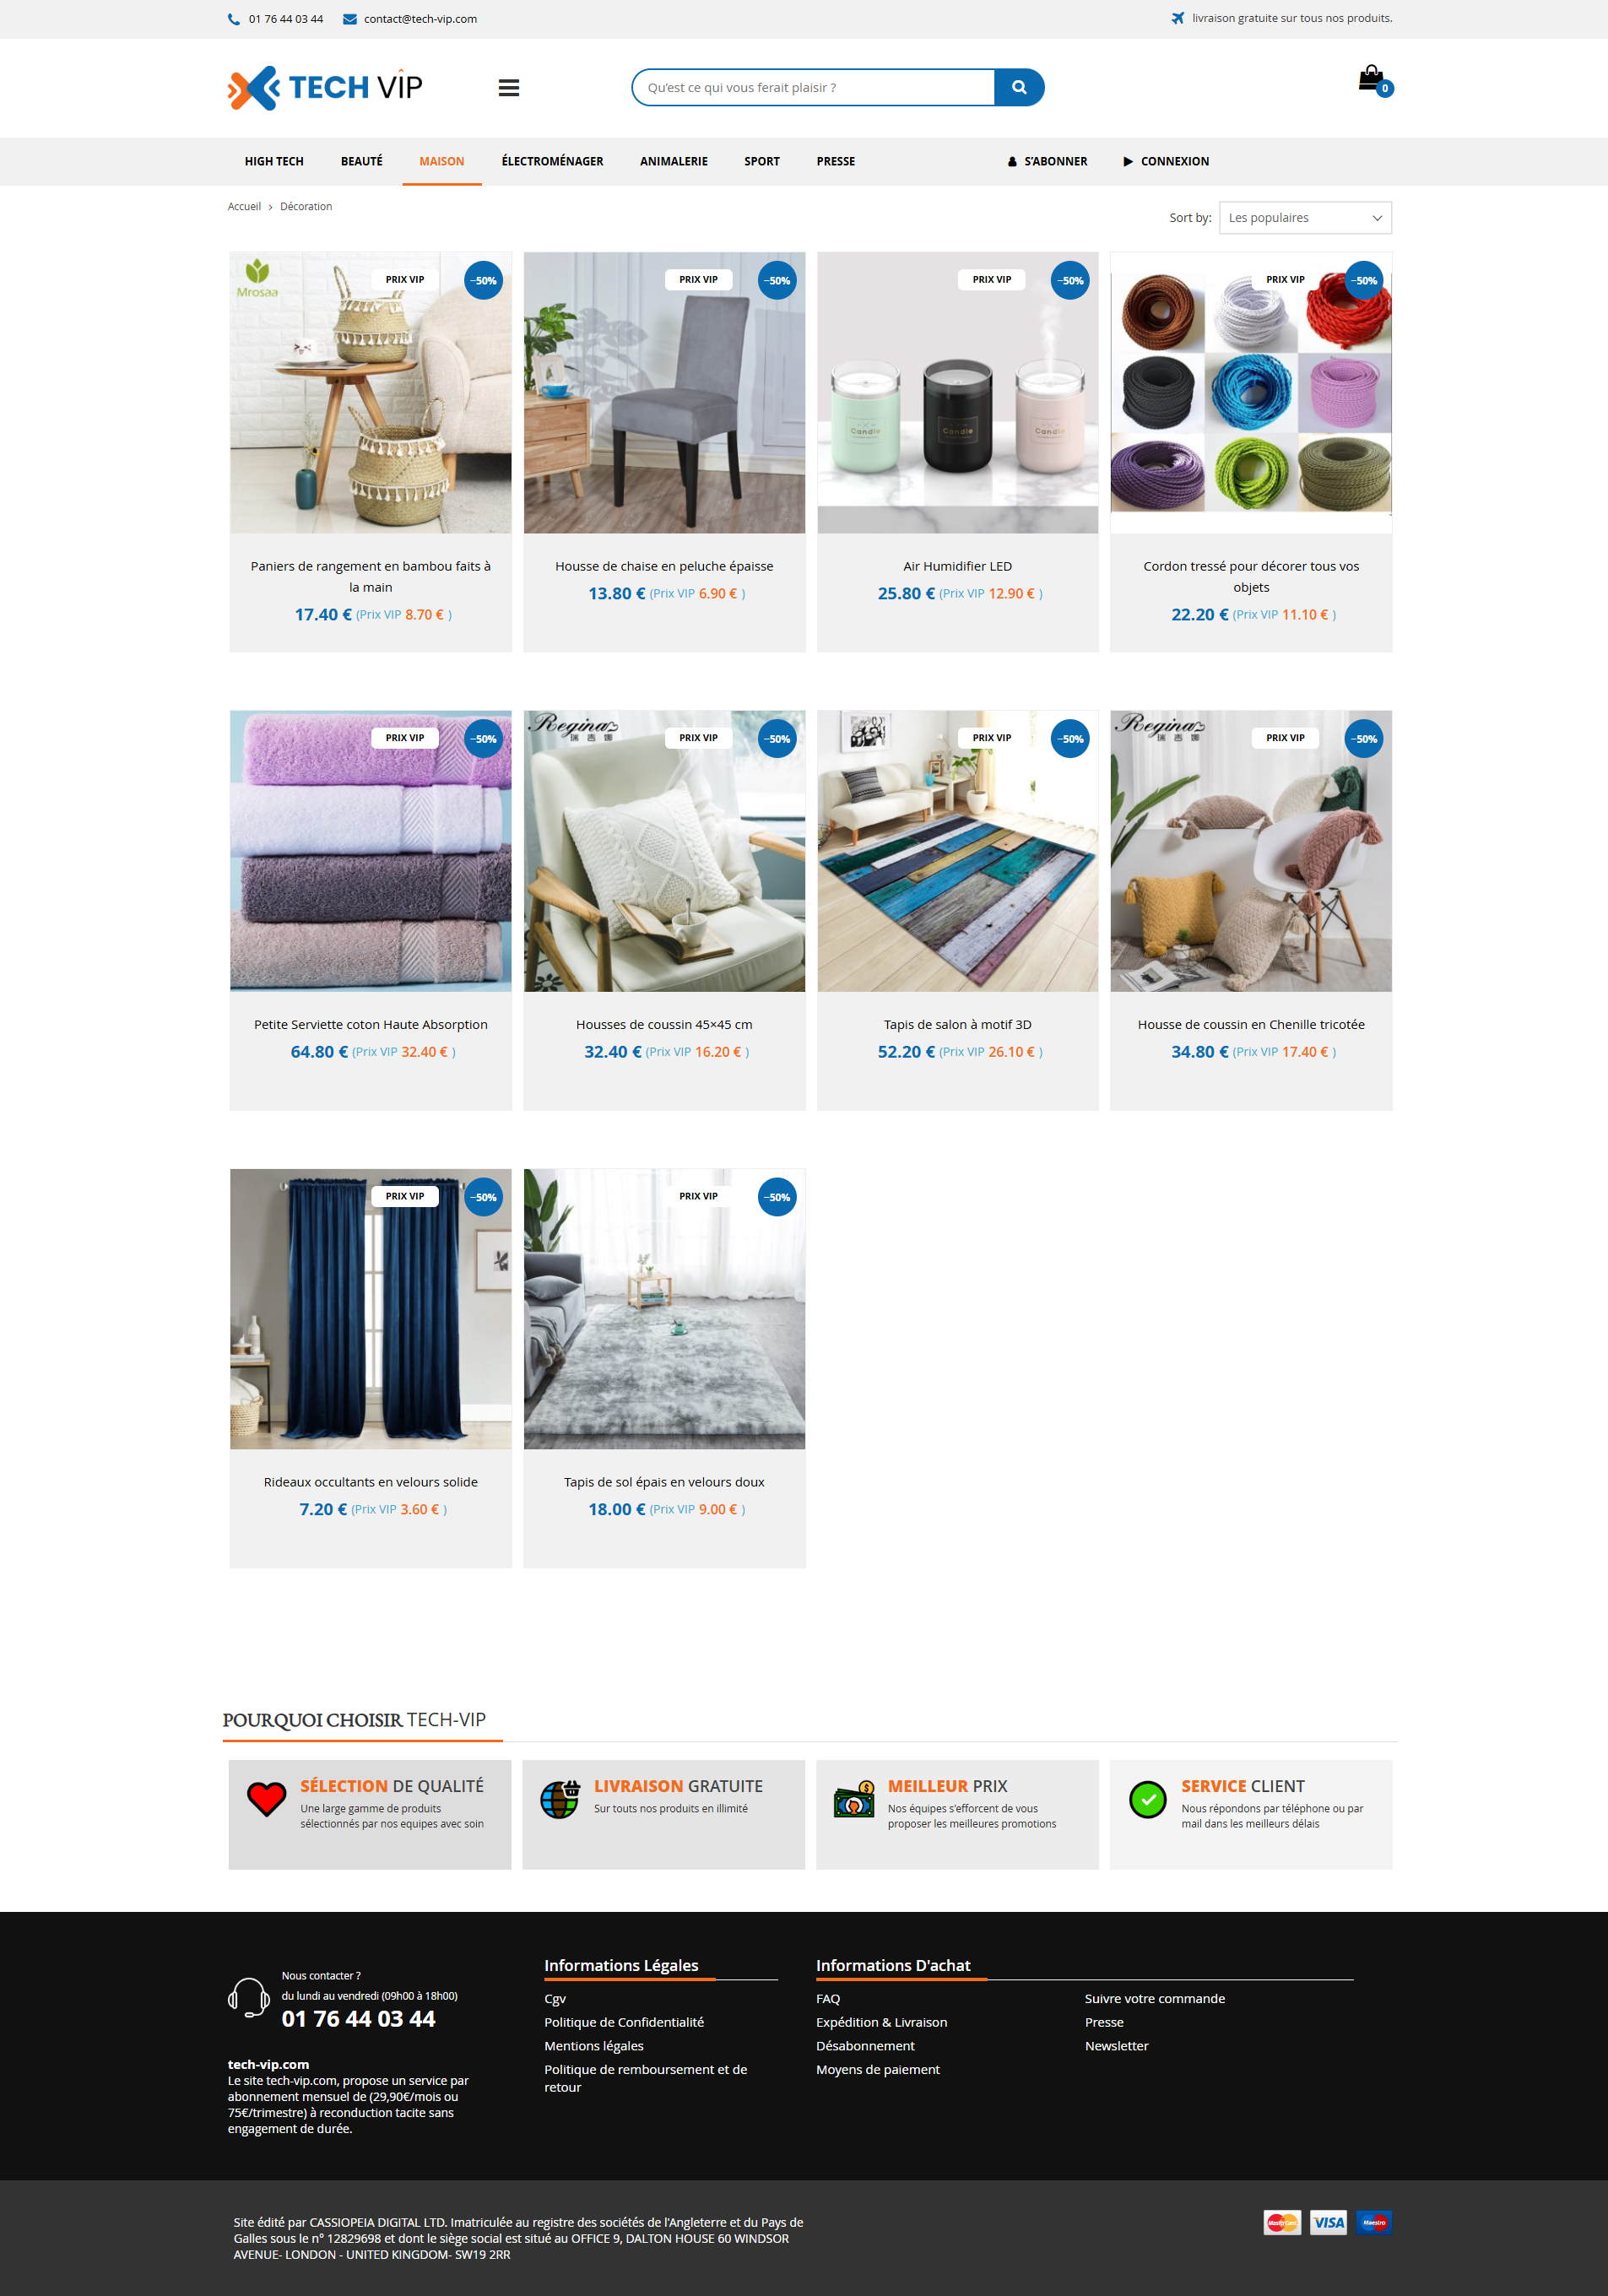 01 76 44 03 44 contact@tech-vip.com livraison gratuite sur tous nos produits.
TECH VIP
Qu'est ce qui vous ferait plaisir ?
0
HIGH TECH BEAUTÉ MAISON ÉLECTROMÉNAGER ANIMALERIE SPORT PRESSE S'ABONNER CONNEXION
Accueil > Décoration
Sort by: Les populaires
Mrosaa
PRIX VIP -50% PRIX VIP -50% PRIX VIP -50% PRIX VIP -50%
Candle Candle Candle
Paniers de rangement en bambou faits à
la main
17.40 € (Prix VIP 8.70 € )
Housse de chaise en peluche épaisse
13.80 € (Prix VIP 6.90 € )
Air Humidifier LED
25.80 € (Prix VIP 12.90 € )
Cordon tressé pour décorer tous vos
objets
22.20 € (Prix VIP 11.10 € )
PRIX VIP -50% PRIX VIP -50% PRIX VIP -50% PRIX VIP -50%
Regina Regina
瑞吉娜 瑞吉娜
Petite Serviette coton Haute Absorption
64.80 € (Prix VIP 32.40 € )
Housses de coussin 45×45 cm
32.40 € (Prix VIP 16.20 € )
Tapis de salon à motif 3D
52.20 € (Prix VIP 26.10 € )
Housse de coussin en Chenille tricotée
34.80 € (Prix VIP 17.40 € )
PRIX VIP -50% PRIX VIP -50%
Rideaux occultants en velours solide
7.20 € (Prix VIP 3.60 € )
Tapis de sol épais en velours doux
18.00 € (Prix VIP 9.00 € )
POURQUOI CHOISIR TECH-VIP
SÉLECTION DE QUALITÉ
Une large gamme de produits
sélectionnés par nos equipes avec soin
LIVRAISON GRATUITE
Sur touts nos produits en illimité
MEILLEUR PRIX
Nos équipes s'efforcent de vous
proposer les meilleures promotions
SERVICE CLIENT
Nous répondons par téléphone ou par
mail dans les meilleurs délais
Nous contacter ?
du lundi au vendredi (09h00 à 18h00)
01 76 44 03 44
tech-vip.com
Le site tech-vip.com, propose un service par
abonnement mensuel de (29,90€/mois ou
75€/trimestre) à reconduction tacite sans
engagement de durée.
Informations Légales
Cgv
Politique de Confidentialité
Mentions légales
Politique de remboursement et de
retour
Informations D'achat
FAQ
Expédition & Livraison
Désabonnement
Moyens de paiement
Suivre votre commande
Presse
Newsletter
Site édité par CASSIOPEIA DIGITAL LTD. Imatriculée au registre des sociétés de l'Angleterre et du Pays de
Galles sous le n° 12829698 et dont le siège social est situé au OFFICE 9, DALTON HOUSE 60 WINDSOR
AVENUE- LONDON - UNITED KINGDOM- SW19 2RR
MasterCard VISA Maestro